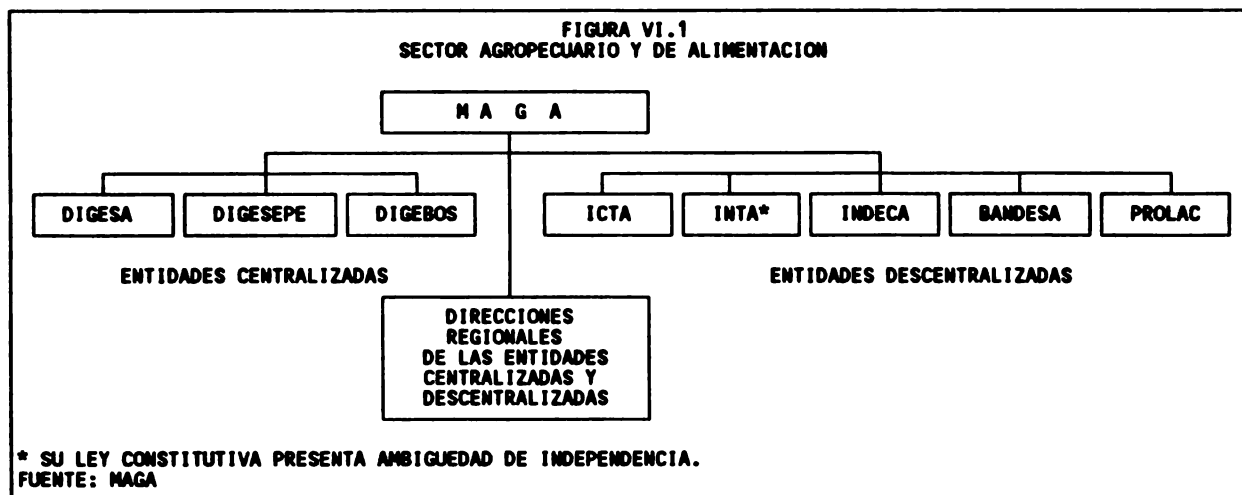 FIGURA VI.1
SECTOR AGROPECUARIO Y DE ALIMENTACION
M A G A
DIGESA DIGESEPE DIGEBOS ICTA INTA* INDECA BANDESA PROLAC
ENTIDADES CENTRALIZADAS ENTIDADES DESCENTRALIZADAS
DIRECCIONES
REGIONALES
DE LAS ENTIDADES
CENTRALIZADAS Y
DESCENTRALIZADAS
* SU LEY CONSTITUTIVA PRESENTA AMBIGUEDAD DE INDEPENDENCIA.
FUENTE: MAGA